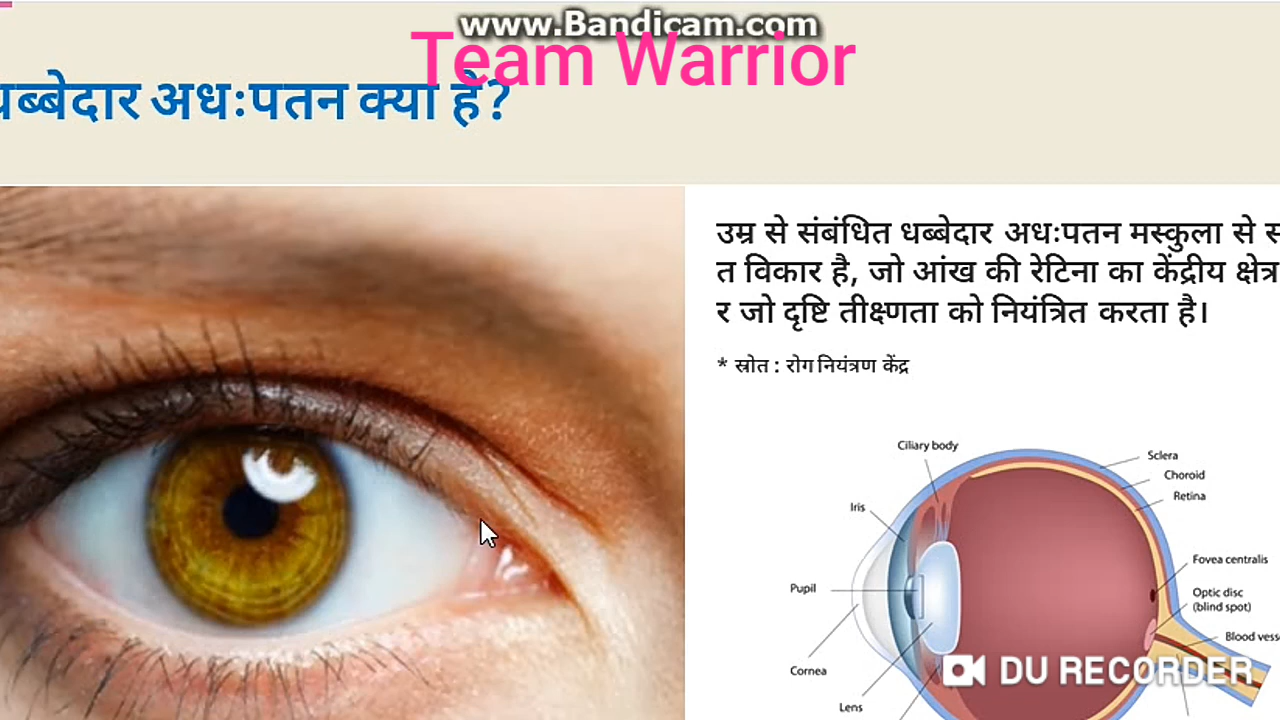 www.Bandicam.com
Team Warrior
धब्बेदार अधःपतन क्या है?
उम्र से संबंधित धब्बेदार अधःपतन मस्कुला से स
त विकार है, जो आंख की रेटिना का केंद्रीय क्षेत्र
र जो दृष्टि तीक्ष्णता को नियंत्रित करता है।
* स्रोत : रोग नियंत्रण केंद्र
Ciliary body
Sclera
Choroid
Retina
Iris
Fovea centralis
Pupil
Optic disc
(blind spot)
Blood vess
Cornea
DU RECORDER
Lens